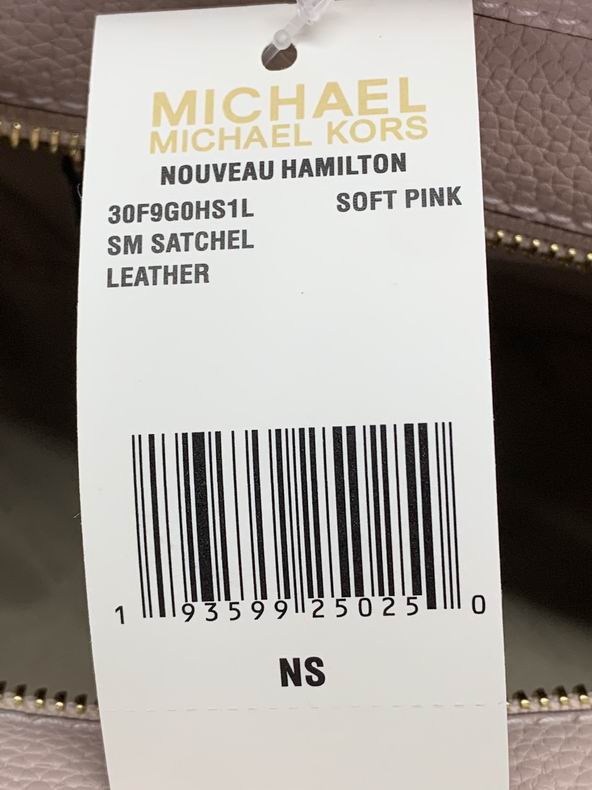 MICHAEL
MICHAEL KORS
NOUVEAU HAMILTON
30F9G0HS1L SOFT PINK
SM SATCHEL
LEATHER
1 93599 25025 0
NS